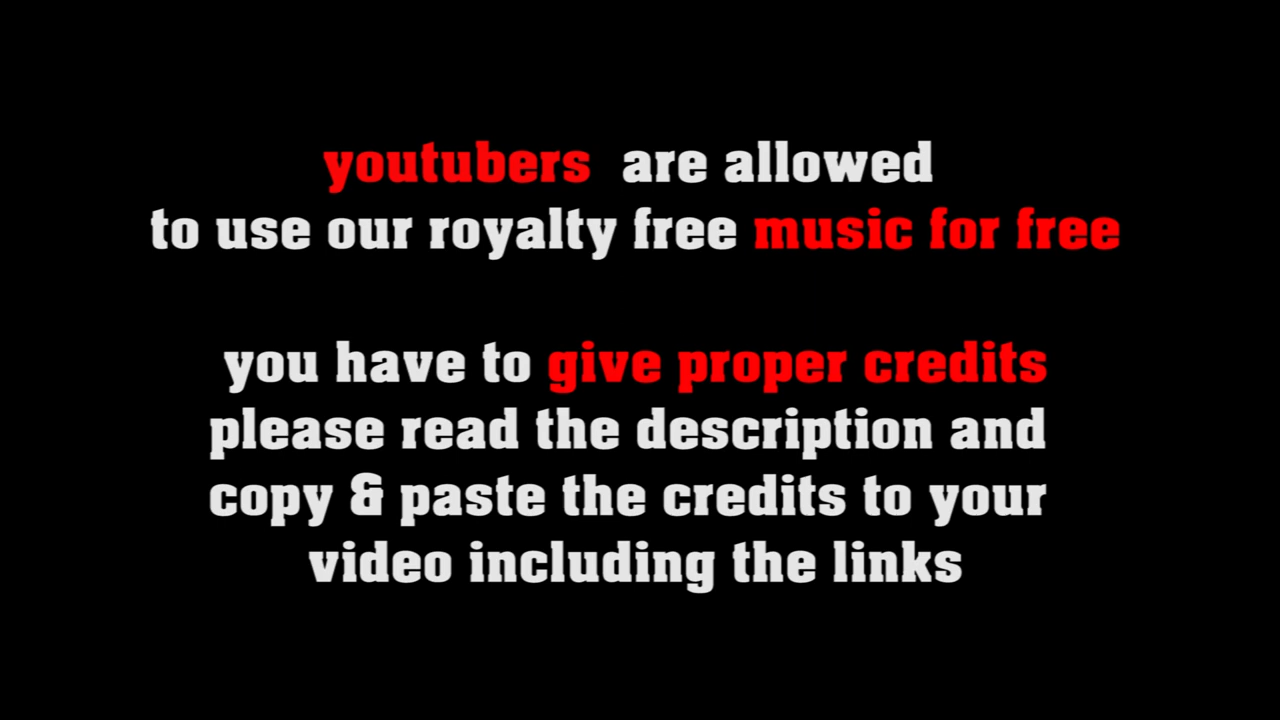 youtubers are allowed
to use our royalty free music for free
you have to give proper credits
please read the description and
copy & paste the credits to your
video including the links